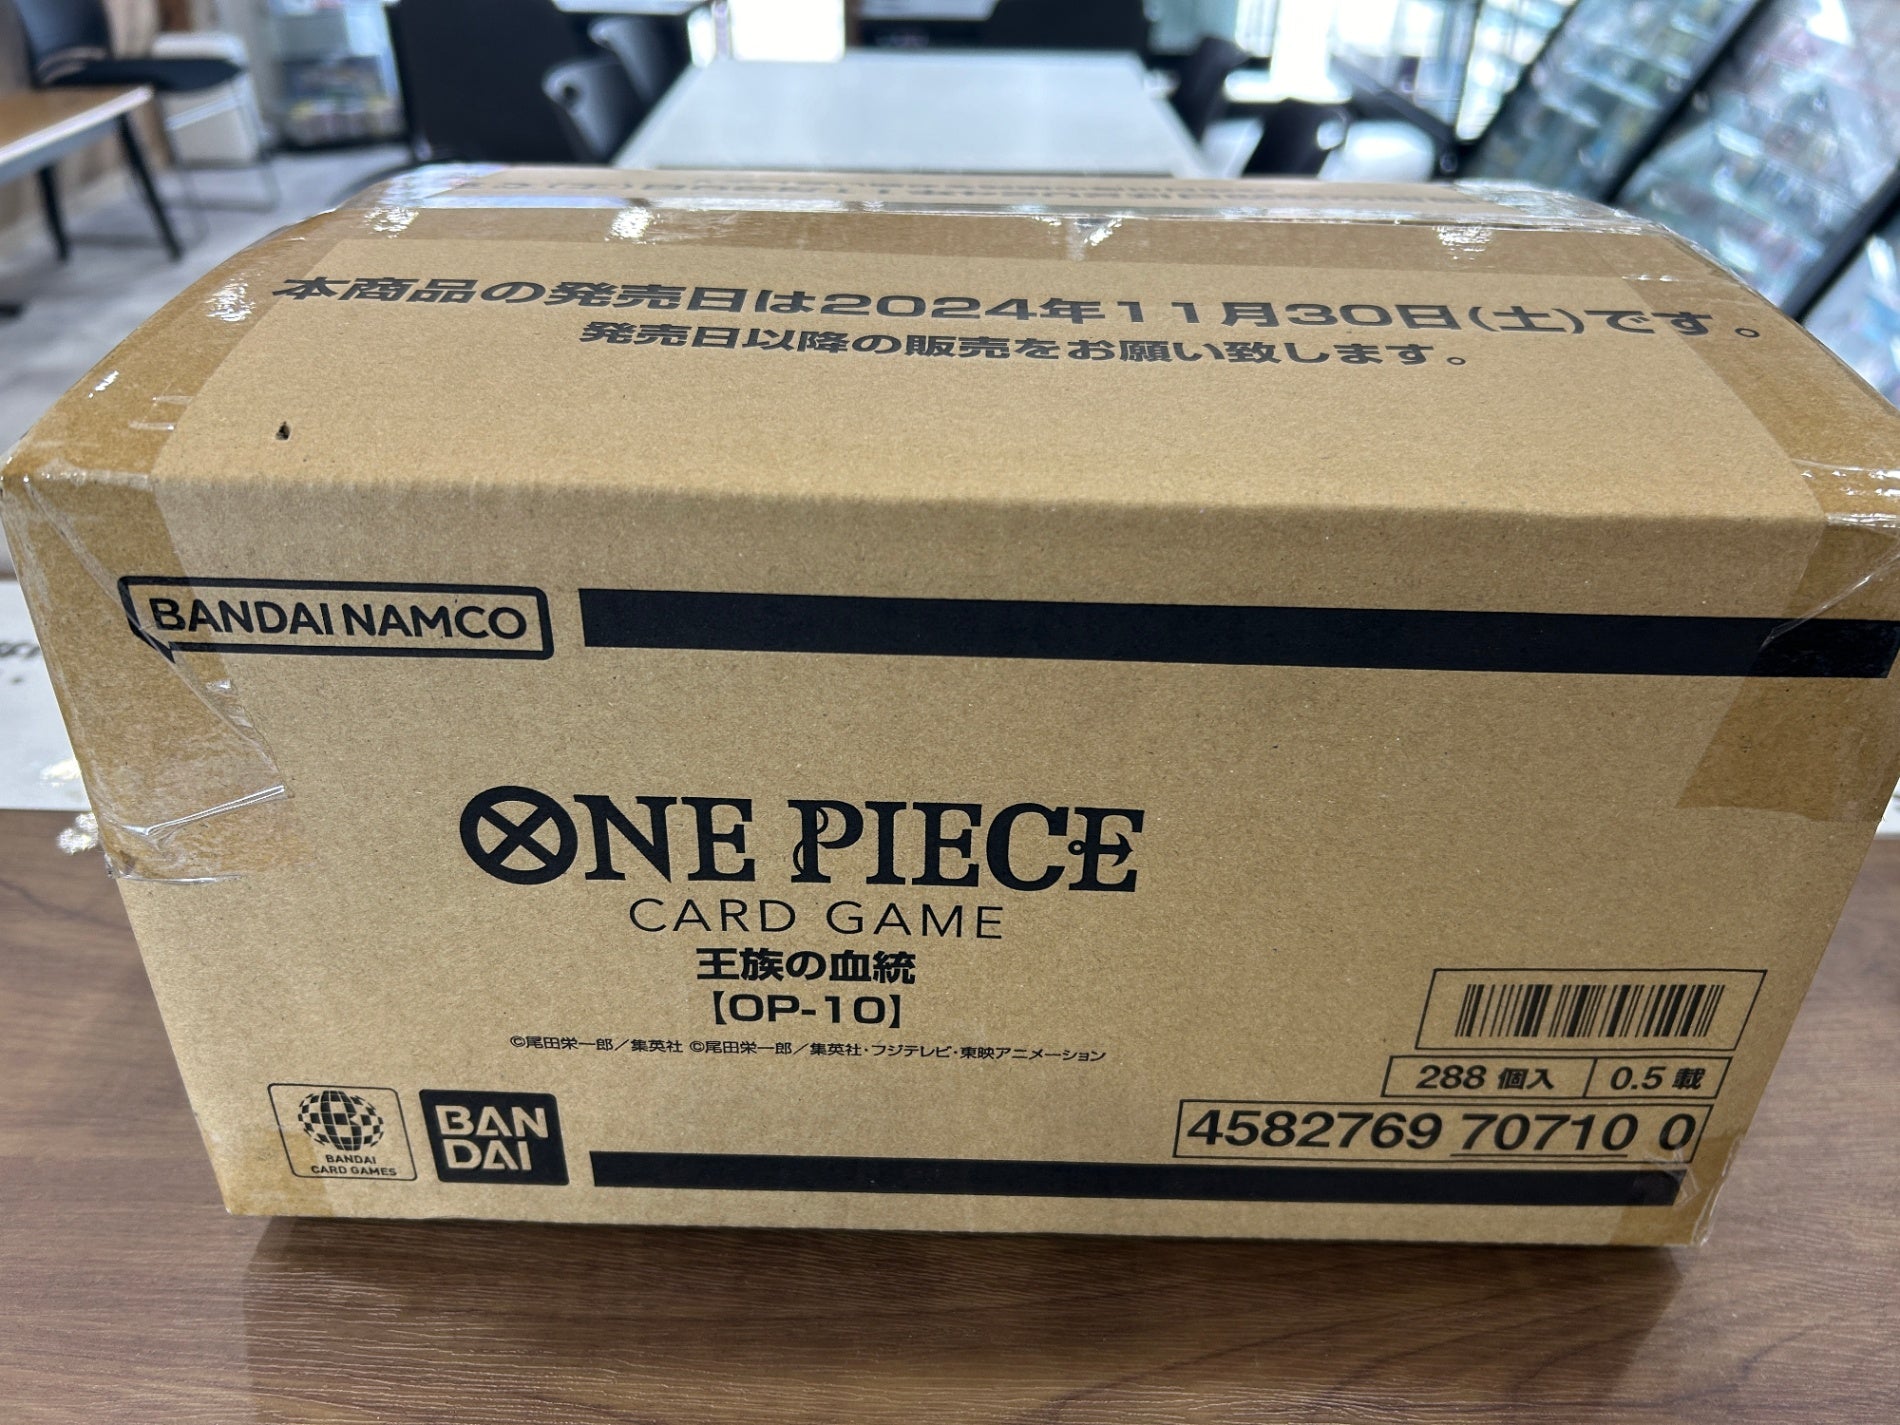 本商品の発売日は2024年11月30日(土)です。
発売日以降の販売をお願い致します。
BANDAI NAMCO
ONE PIECE
CARD GAME
王族の血統
【OP-10】
©尾田栄一郎／集英社 ©尾田栄一郎／集英社・フジテレビ・東映アニメーション
288 個入
0.5 載
4582769 70710 0
BANDAI
CARD GAMES
BAN
DAI